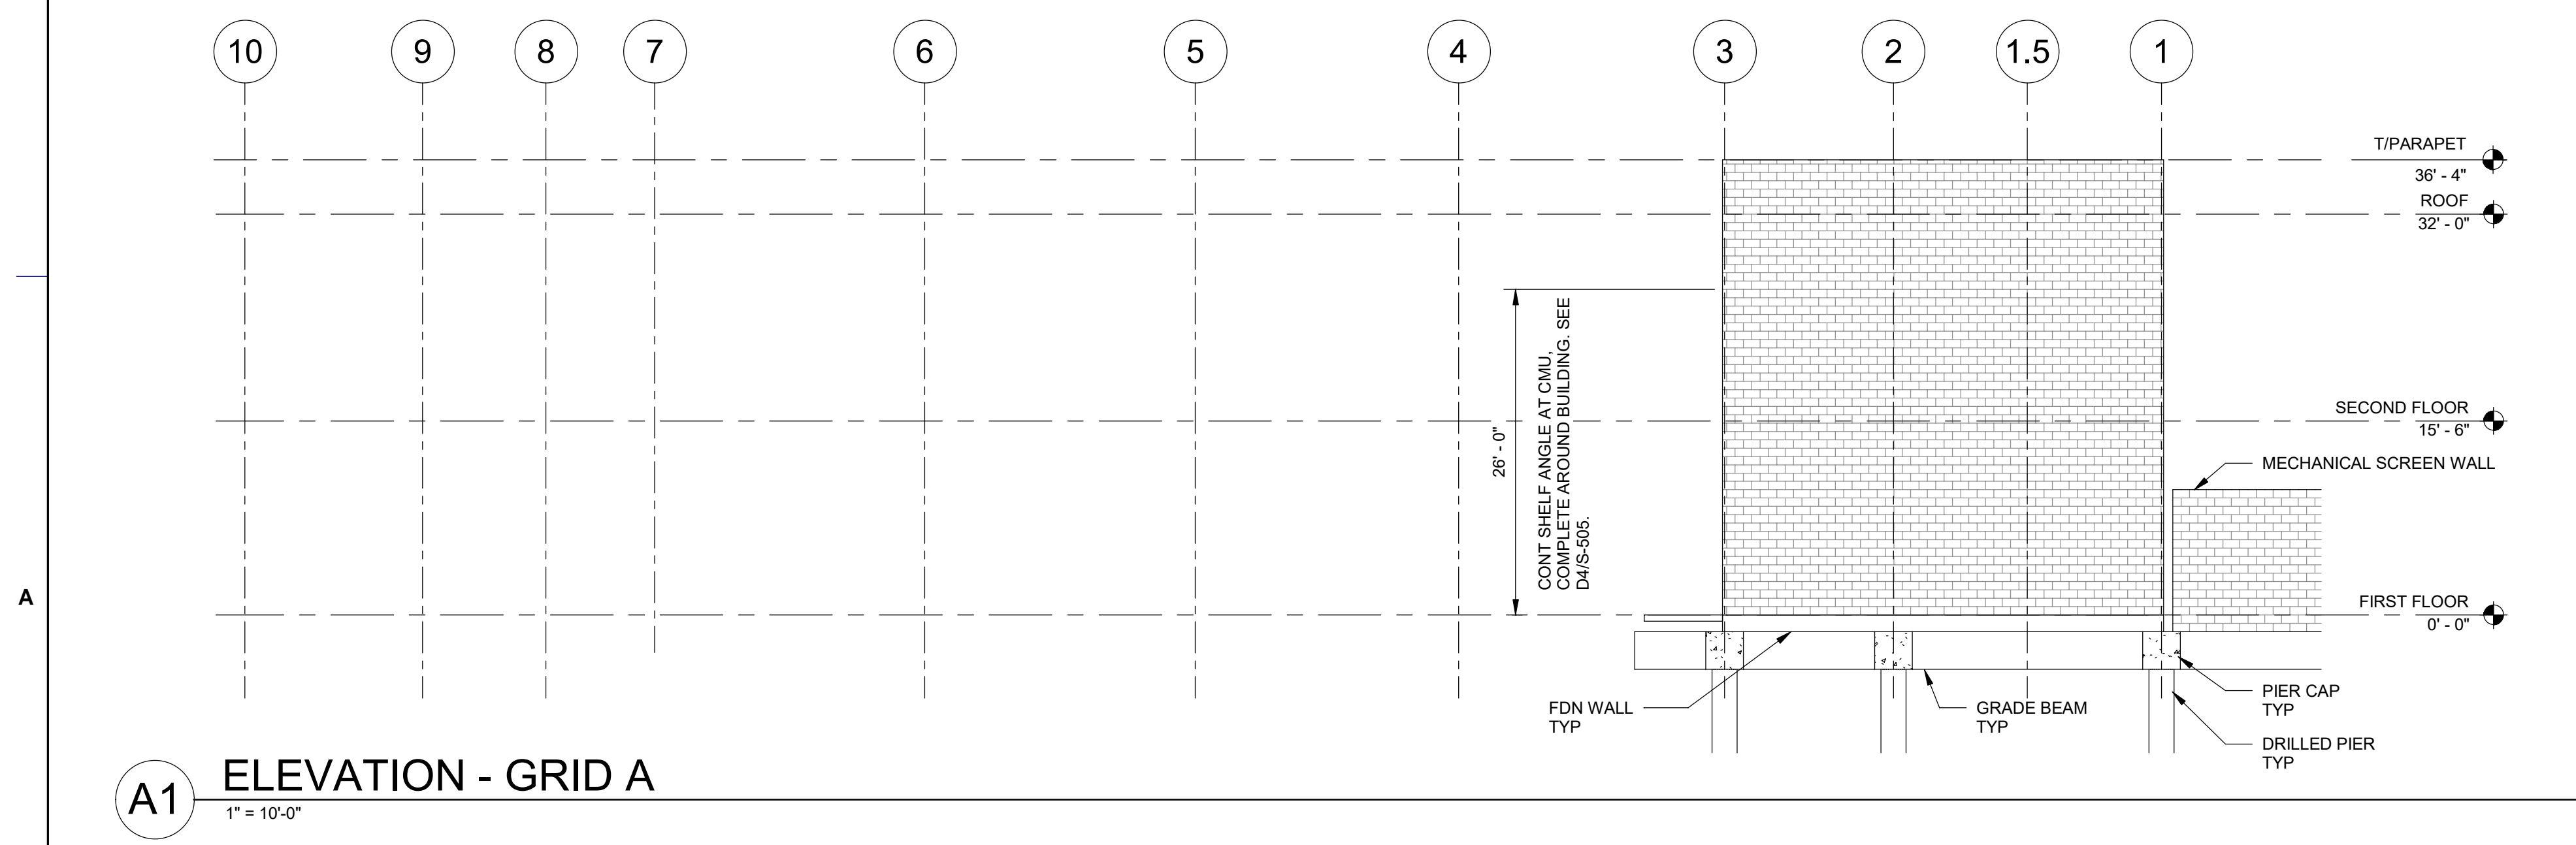 10
9
8
7
6
5
4
3
2
1.5
1
T/PARAPET
36' - 4"
ROOF
32' - 0"
SECOND FLOOR
15' - 6"
MECHANICAL SCREEN WALL
26' - 0"
CONT SHELF ANGLE AT CMU,
COMPLETE AROUND BUILDING. SEE
D4/S-505.
A
FIRST FLOOR
0' - 0"
FDN WALL
TYP
GRADE BEAM
TYP
PIER CAP
TYP
DRILLED PIER
TYP
A1
ELEVATION - GRID A
1" = 10'-0"